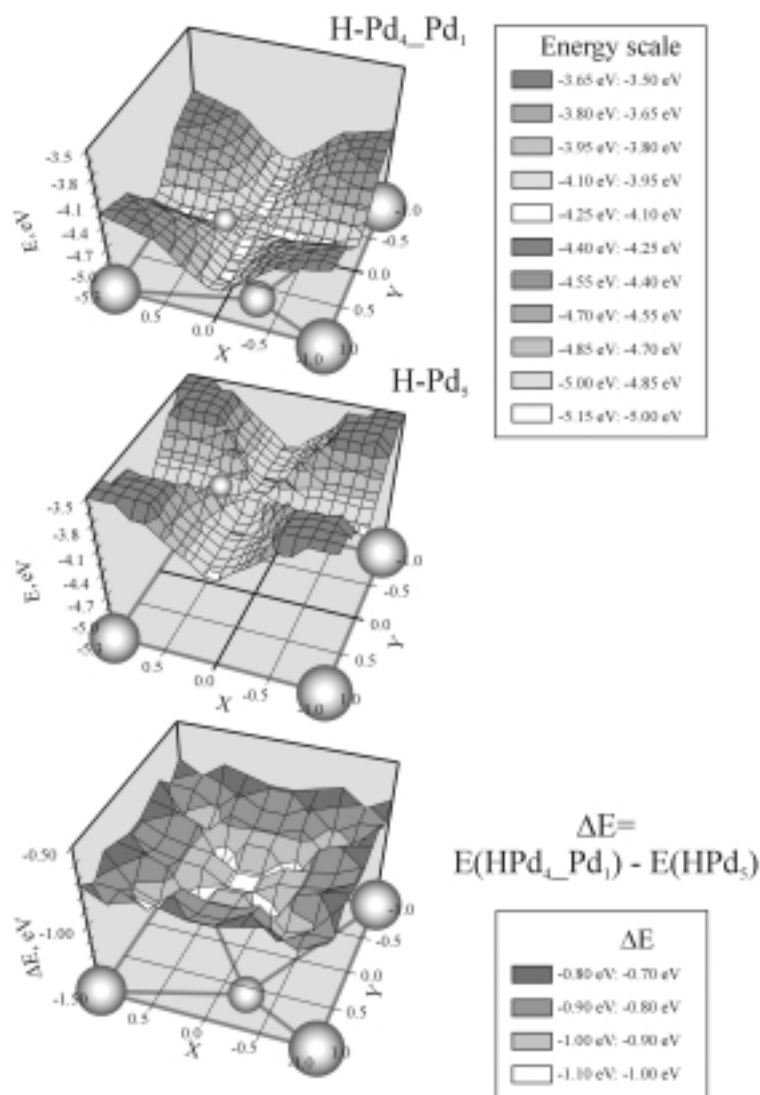 H-Pd₄_Pd₁
Energy scale
-3.65 eV: -3.50 eV
-3.80 eV: -3.65 eV
-3.95 eV: -3.80 eV
-4.10 eV: -3.95 eV
-4.25 eV: -4.10 eV
-4.40 eV: -4.25 eV
-4.55 eV: -4.40 eV
-4.70 eV: -4.55 eV
-4.85 eV: -4.70 eV
-5.00 eV: -4.85 eV
-5.15 eV: -5.00 eV
-3.5
-3.8
-4.1
-4.4
-4.7
-5.0
E, eV
0.5
0.0
-0.5
-1.0
X
1.0
0.5
0.0
-0.5
-1.0
Y
H-Pd₅
-3.5
-3.8
-4.1
-4.4
-4.7
-5.0
E, eV
0.5
0.0
-0.5
-1.0
X
1.0
0.5
0.0
-0.5
-1.0
Y
-0.50
-1.00
-1.50
ΔE, eV
0.5
0.0
-0.5
-1.0
X
1.0
0.5
0.0
-0.5
-1.0
Y
ΔE=
E(HPd₄_Pd₁) - E(HPd₅)
ΔE
-0.80 eV: -0.70 eV
-0.90 eV: -0.80 eV
-1.00 eV: -0.90 eV
-1.10 eV: -1.00 eV